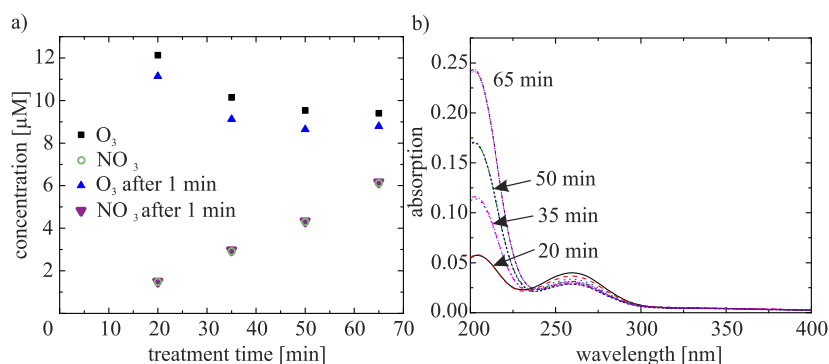 a)
12
10
8
6
4
2
0
10
20
30
40
50
60
70
concentration [µM]
treatment time [min]
O3
NO3
O3 after 1 min
NO3 after 1 min
b)
0.25
0.20
0.15
0.10
0.05
0.00
200
250
300
350
400
absorption
wavelength [nm]
65 min
50 min
35 min
20 min